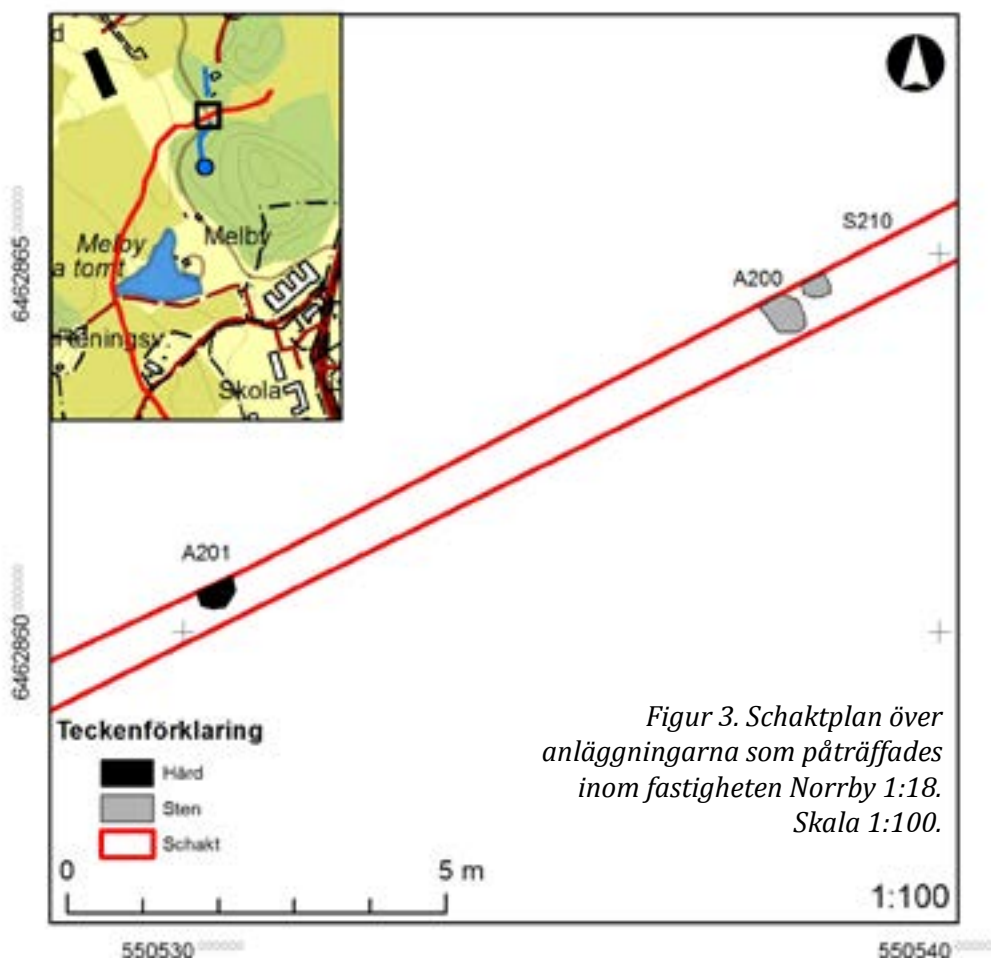 d
Melby
Melby
a tomt
Reningsv.
Skola
6462865
6462860
S210
A200
A201
Teckenförklaring
Härd
Sten
Schakt
Figur 3. Schaktplan över
anläggningarna som påträffades
inom fastigheten Norrby 1:18.
Skala 1:100.
0 5 m
1:100
550530
550540